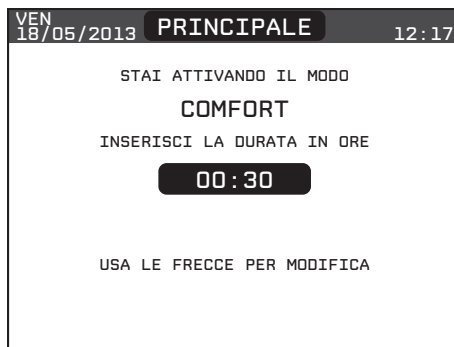 VEN
18/05/2013 PRINCIPALE 12:17
STAI ATTIVANDO IL MODO
COMFORT
INSERISCI LA DURATA IN ORE
00:30
USA LE FRECCE PER MODIFICA